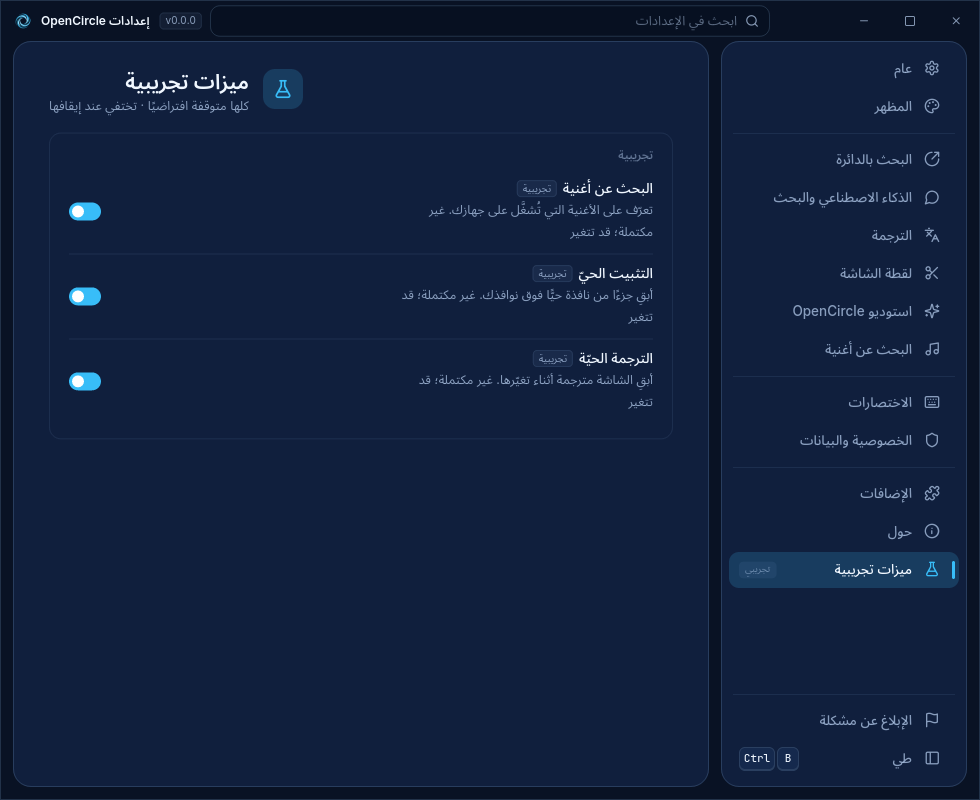 إعدادات OpenCircle
v0.0.0
ابحث في الإعدادات
عام
المظهر
البحث بالدائرة
الذكاء الاصطناعي والبحث
الترجمة
لقطة الشاشة
استوديو OpenCircle
البحث عن أغنية
الاختصارات
الخصوصية والبيانات
الإضافات
حول
ميزات تجريبية
تجريبي
الإبلاغ عن مشكلة
طي
Ctrl B
ميزات تجريبية
كلها متوقفة افتراضيًا · تختفي عند إيقافها
تجريبية
البحث عن أغنية تجريبية
تعرّف على الأغنية التي تُشغَّل على جهازك. غير
مكتملة؛ قد تتغير
التثبيت الحيّ تجريبية
أبقِ جزءًا من نافذة حيًّا فوق نوافذك. غير مكتملة؛ قد
تتغير
الترجمة الحيّة تجريبية
أبقِ الشاشة مترجمة أثناء تغيّرها. غير مكتملة؛ قد
تتغير